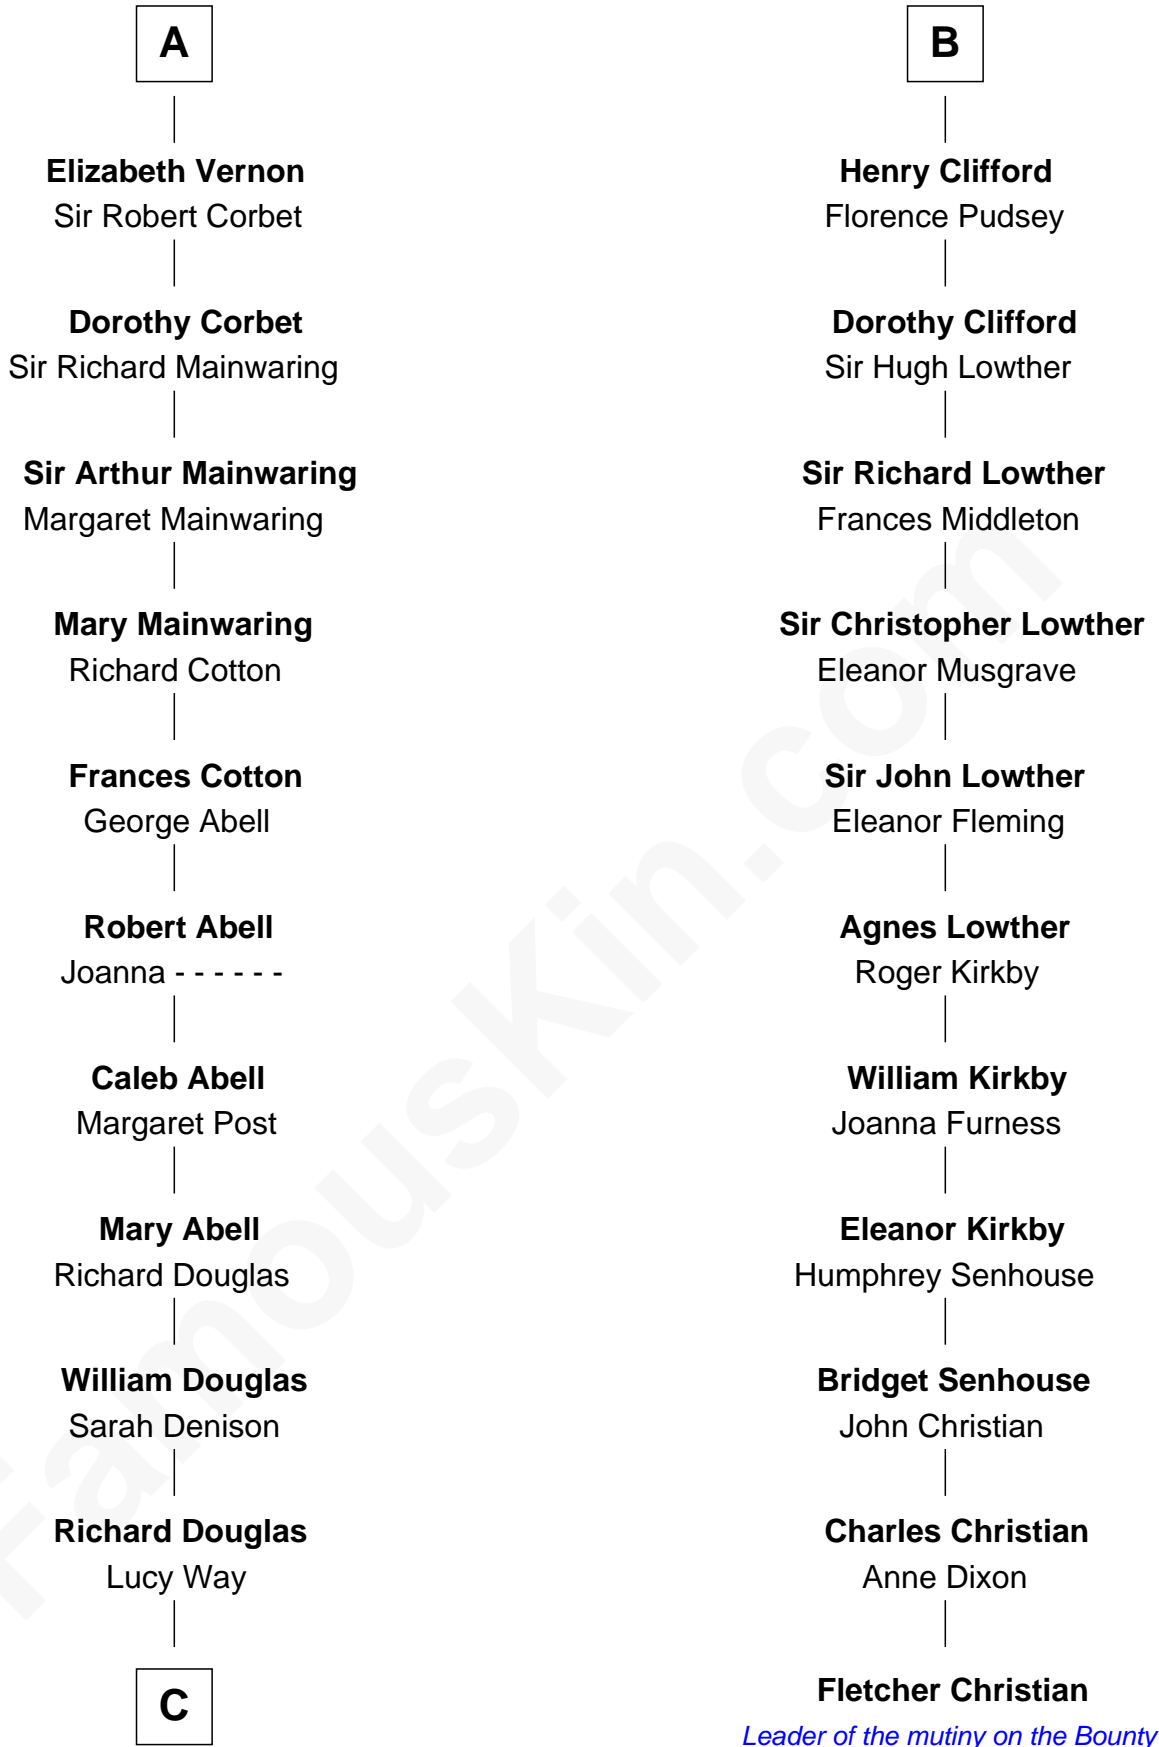 A
Elizabeth Vernon
Sir Robert Corbet
Dorothy Corbet
Sir Richard Mainwaring
Sir Arthur Mainwaring
Margaret Mainwaring
Mary Mainwaring
Richard Cotton
Frances Cotton
George Abell
Robert Abell
Joanna - - - - - -
Caleb Abell
Margaret Post
Mary Abell
Richard Douglas
William Douglas
Sarah Denison
Richard Douglas
Lucy Way
C
B
Henry Clifford
Florence Pudsey
Dorothy Clifford
Sir Hugh Lowther
Sir Richard Lowther
Frances Middleton
Sir Christopher Lowther
Eleanor Musgrave
Sir John Lowther
Eleanor Fleming
Agnes Lowther
Roger Kirkby
William Kirkby
Joanna Furness
Eleanor Kirkby
Humphrey Senhouse
Bridget Senhouse
John Christian
Charles Christian
Anne Dixon
Fletcher Christian
Leader of the mutiny on the Bounty
FamousKin.com